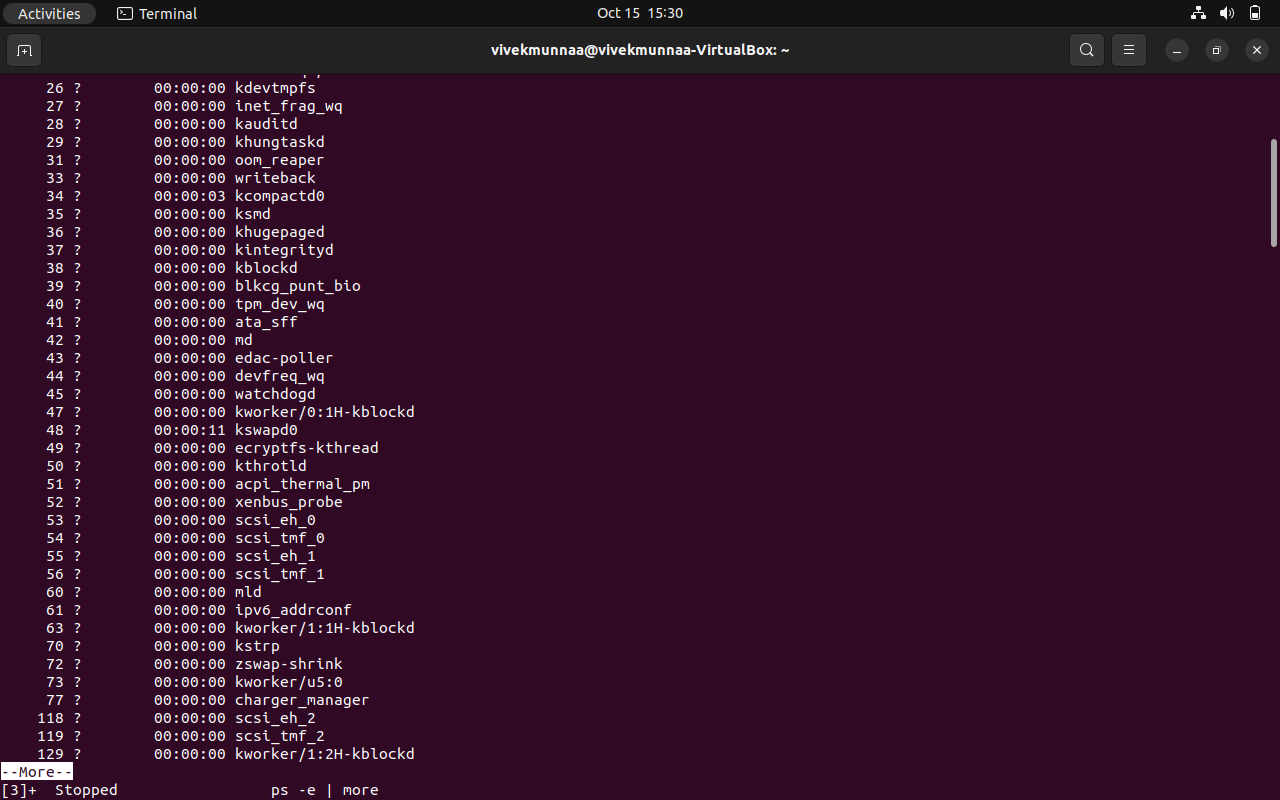 Activities Terminal Oct 15 15:30
vivekmunnaa@vivekmunnaa-VirtualBox: ~
26 ? 00:00:00 kdevtmpfs
27 ? 00:00:00 inet_frag_wq
28 ? 00:00:00 kauditd
29 ? 00:00:00 khungtaskd
31 ? 00:00:00 oom_reaper
33 ? 00:00:00 writeback
34 ? 00:00:03 kcompactd0
35 ? 00:00:00 ksmd
36 ? 00:00:00 khugepaged
37 ? 00:00:00 kintegrityd
38 ? 00:00:00 kblockd
39 ? 00:00:00 blkcg_punt_bio
40 ? 00:00:00 tpm_dev_wq
41 ? 00:00:00 ata_sff
42 ? 00:00:00 md
43 ? 00:00:00 edac-poller
44 ? 00:00:00 devfreq_wq
45 ? 00:00:00 watchdogd
47 ? 00:00:00 kworker/0:1H-kblockd
48 ? 00:00:11 kswapd0
49 ? 00:00:00 ecryptfs-kthread
50 ? 00:00:00 kthrotld
51 ? 00:00:00 acpi_thermal_pm
52 ? 00:00:00 xenbus_probe
53 ? 00:00:00 scsi_eh_0
54 ? 00:00:00 scsi_tmf_0
55 ? 00:00:00 scsi_eh_1
56 ? 00:00:00 scsi_tmf_1
60 ? 00:00:00 mld
61 ? 00:00:00 ipv6_addrconf
63 ? 00:00:00 kworker/1:1H-kblockd
70 ? 00:00:00 kstrp
72 ? 00:00:00 zswap-shrink
73 ? 00:00:00 kworker/u5:0
77 ? 00:00:00 charger_manager
118 ? 00:00:00 scsi_eh_2
119 ? 00:00:00 scsi_tmf_2
129 ? 00:00:00 kworker/1:2H-kblockd
--More--
[3]+ Stopped ps -e | more